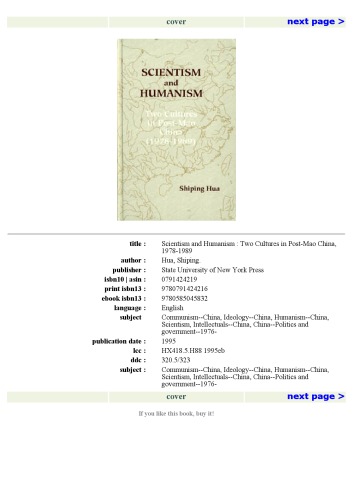 cover next page >
SCIENTISM
and
HUMANISM
Two Cultures
in Post-Mao
China
(1978-1989)
Shiping Hua
title : Scientism and Humanism : Two Cultures in Post-Mao China,
1978-1989
author : Hua, Shiping.
publisher : State University of New York Press
isbn10 | asin : 0791424219
print isbn13 : 9780791424216
ebook isbn13 : 9780585045832
language : English
subject Communism--China, Ideology--China, Humanism--China,
Scientism, Intellectuals--China, China--Politics and
government--1976-
publication date : 1995
lcc : HX418.5.H88 1995eb
ddc : 320.5/323
subject : Communism--China, Ideology--China, Humanism--China,
Scientism, Intellectuals--China, China--Politics and
government--1976-
cover next page >
If you like this book, buy it!